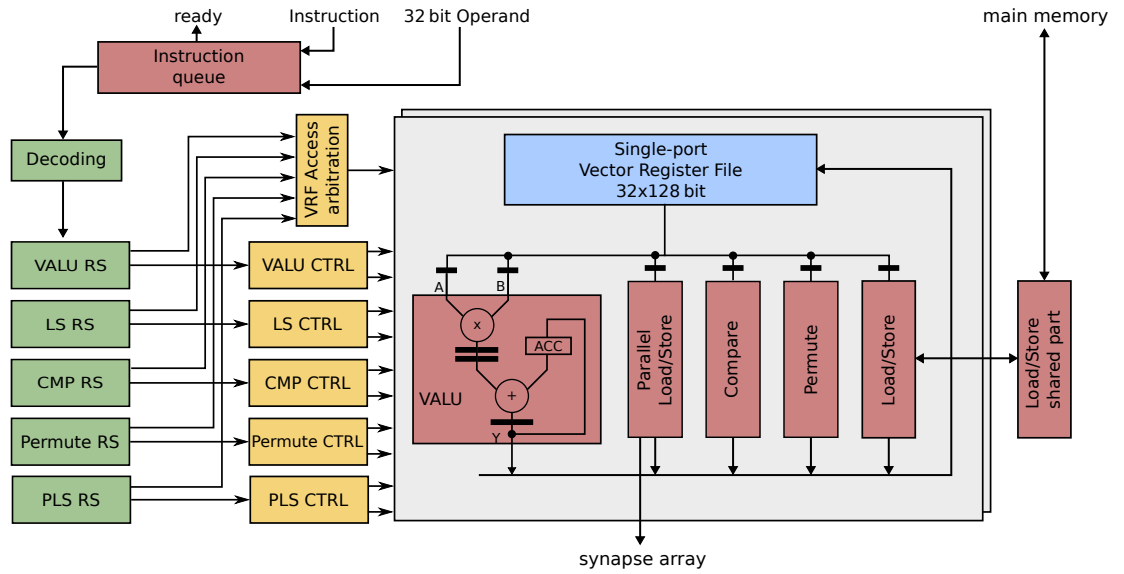 ready
Instruction
32 bit Operand
main memory
Instruction
queue
Decoding
VRF Access
arbitration
Single-port
Vector Register File
32x128 bit
VALU RS
VALU CTRL
LS RS
LS CTRL
CMP RS
CMP CTRL
Permute RS
Permute CTRL
PLS RS
PLS CTRL
A
B
x
ACC
+
VALU
Y
Parallel
Load/Store
Compare
Permute
Load/Store
Load/Store
shared part
synapse array